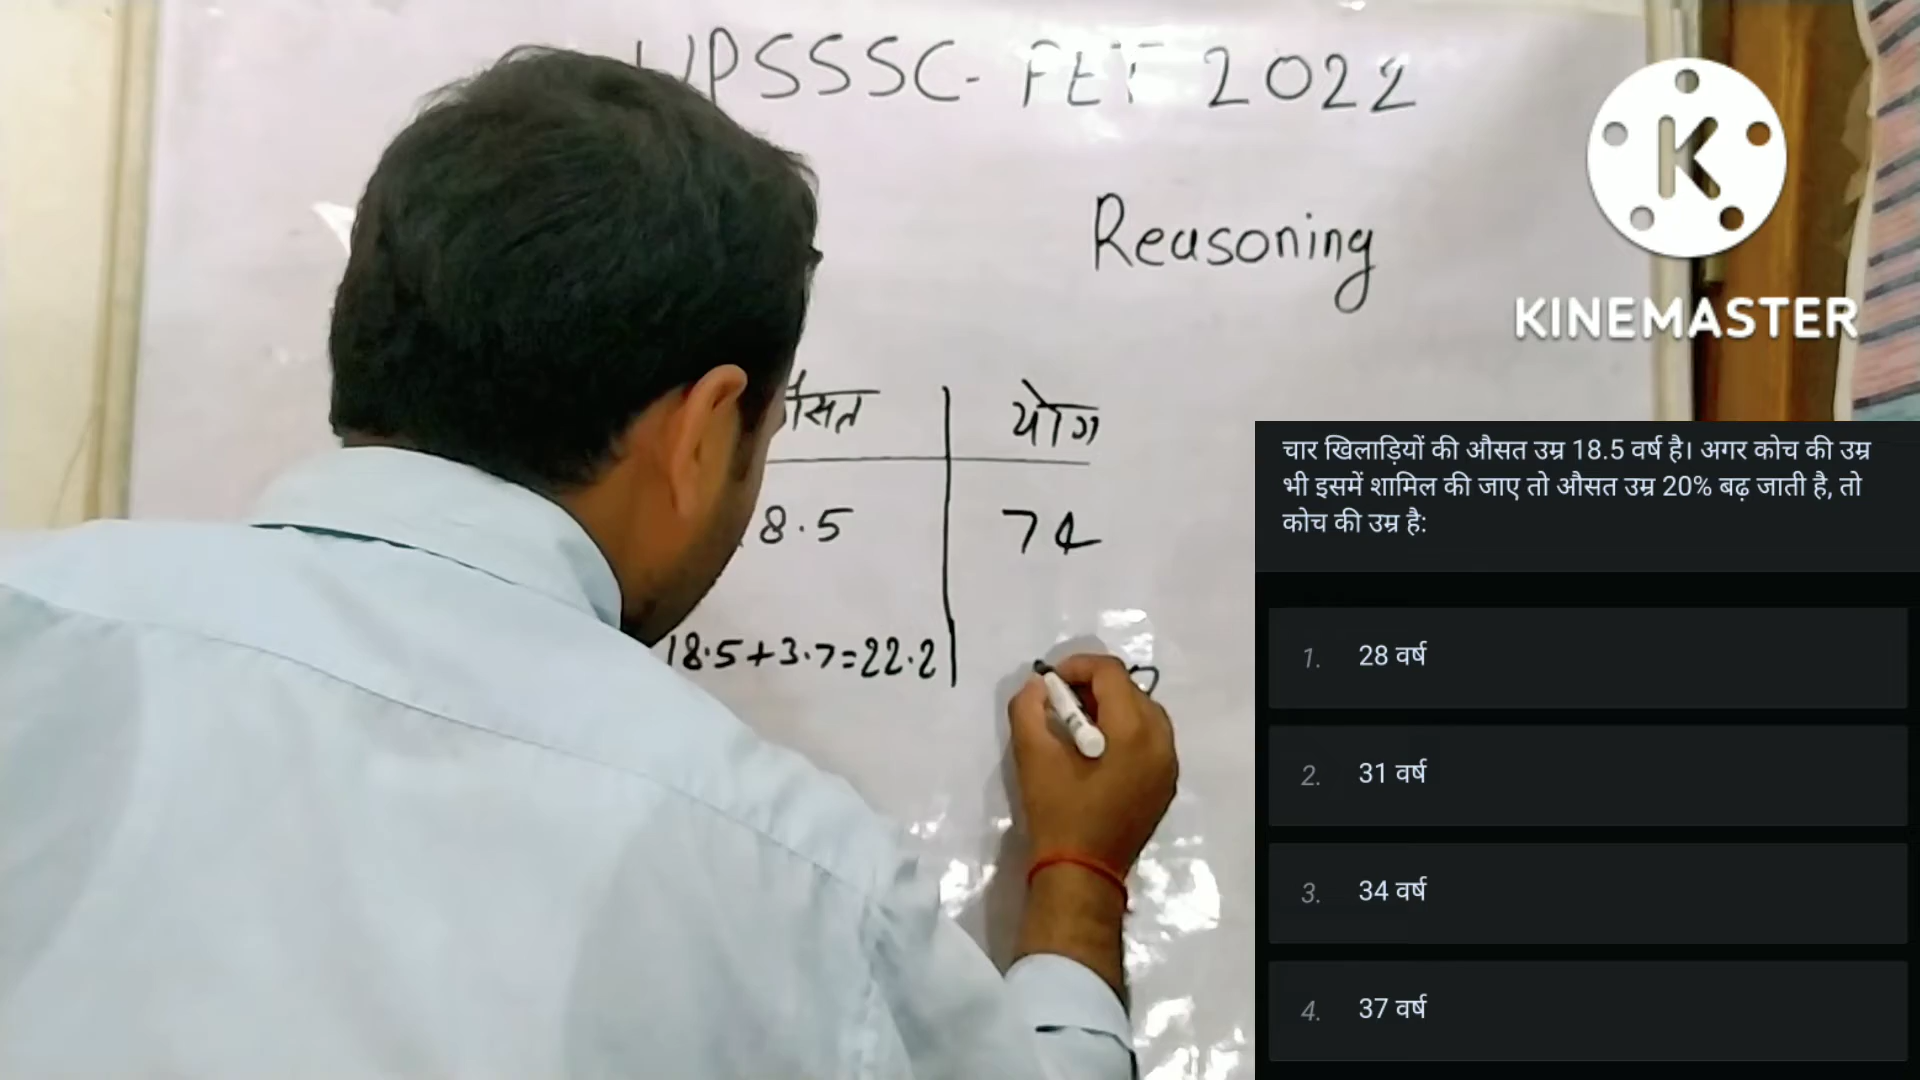 UPSSSC- PET 2022
Reasoning
KINEMASTER
औसत योग
8.5 74
18.5+3.7=22.2
चार खिलाड़ियों की औसत उम्र 18.5 वर्ष है। अगर कोच की उम्र
भी इसमें शामिल की जाए तो औसत उम्र 20% बढ़ जाती है, तो
कोच की उम्र है:
1. 28 वर्ष
2. 31 वर्ष
3. 34 वर्ष
4. 37 वर्ष